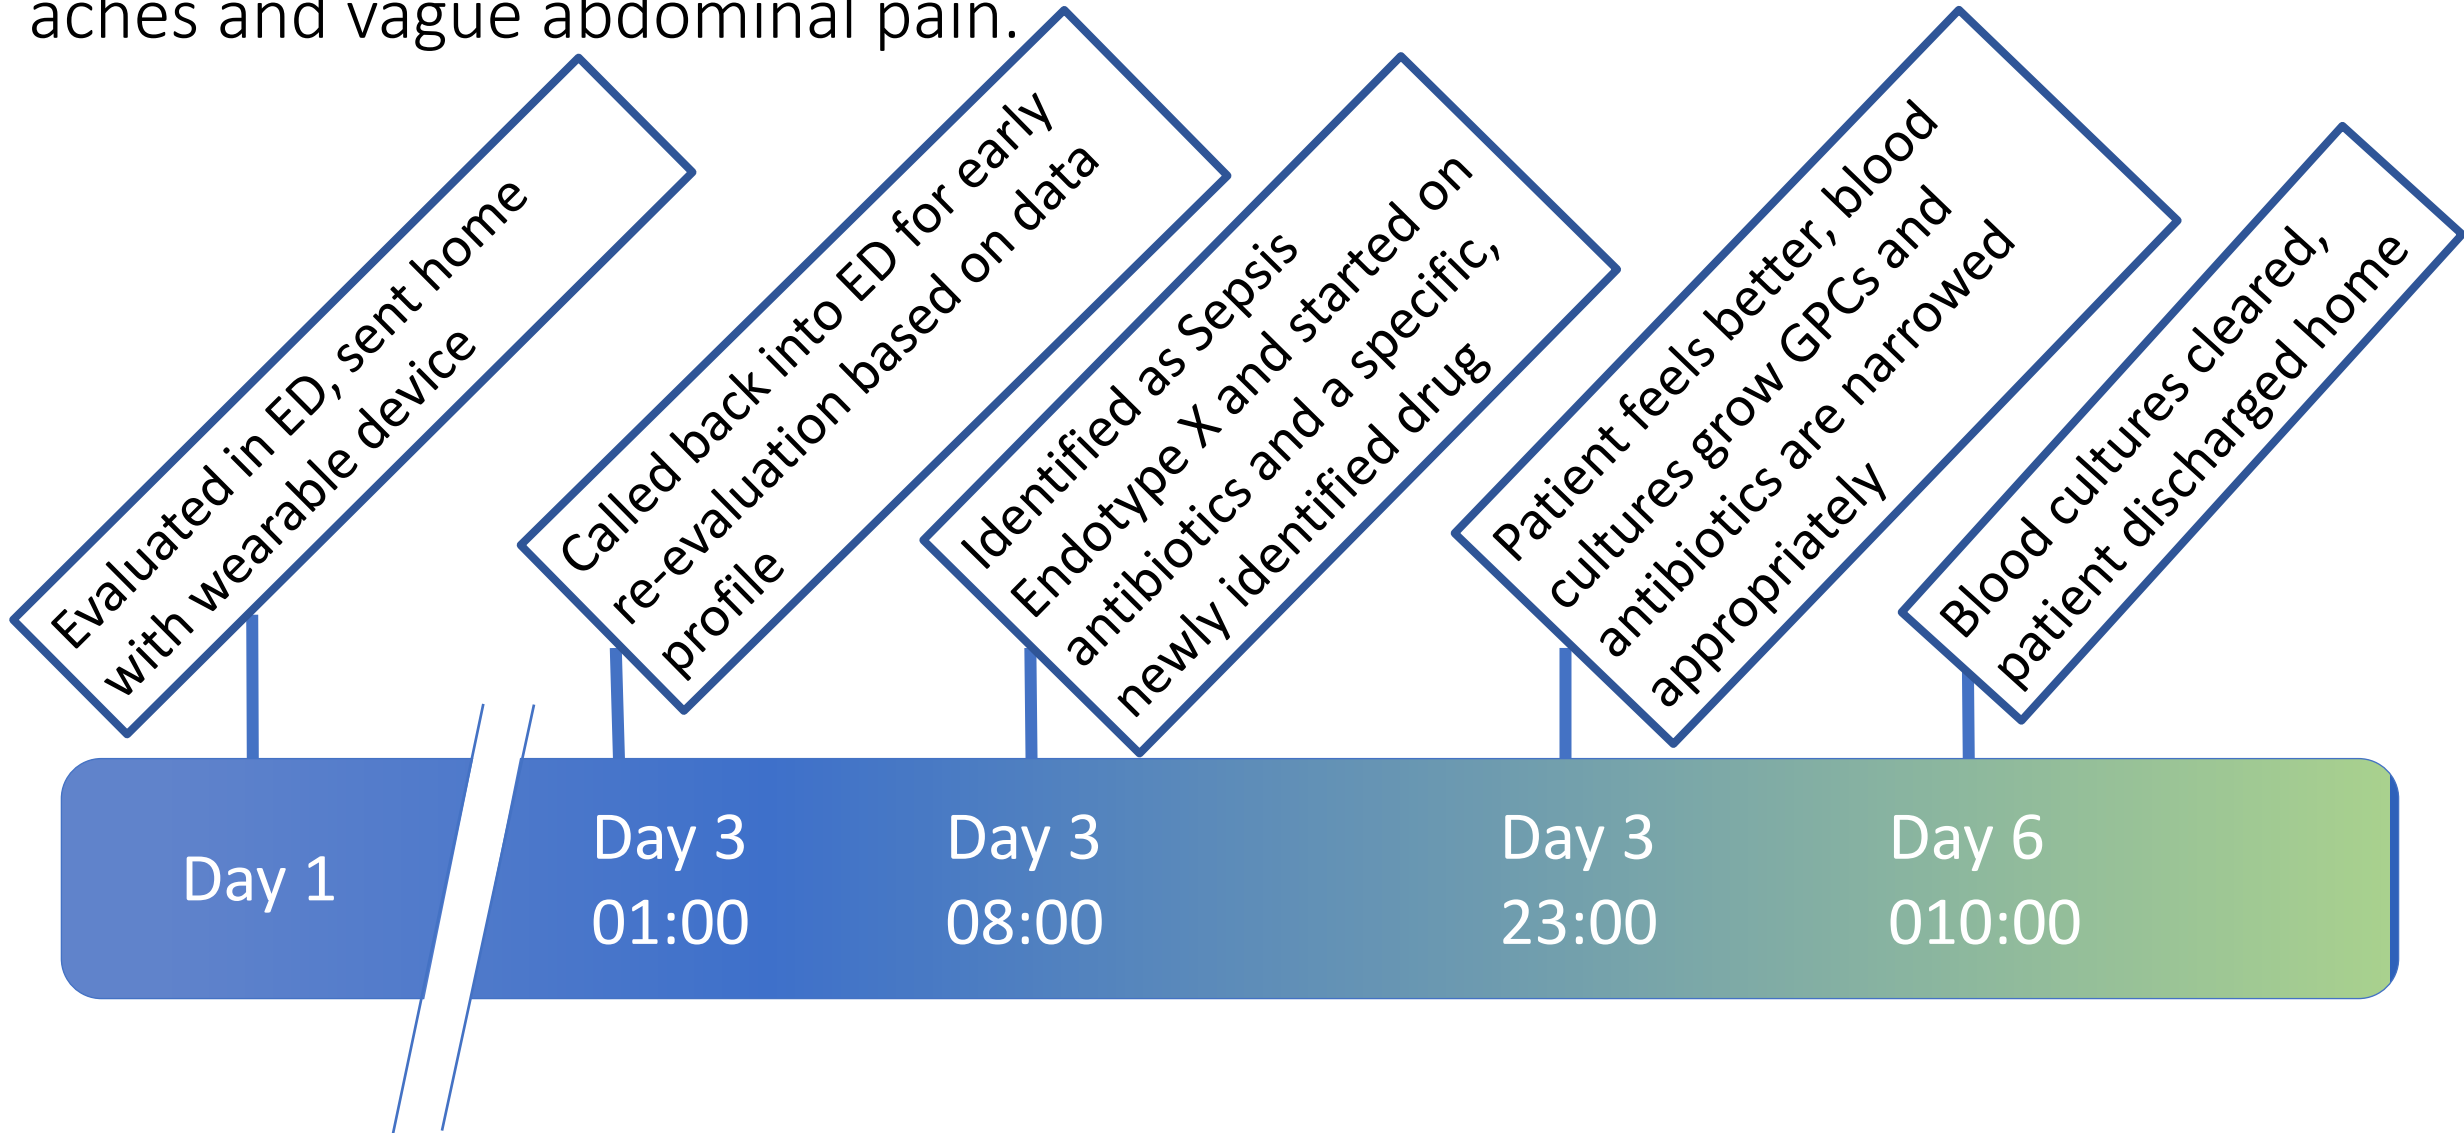 aches and vague abdominal pain.
Evaluated in ED, sent home
with wearable device
Called back into ED for early
re-evaluation based on data
profile
Identified as Sepsis
Endotype X and started on
antibiotics and a specific,
newly identified drug
Patient feels better, blood
cultures grow GPCs and
antibiotics are narrowed
appropriately
Blood cultures cleared,
patient discharged home
Day 1
Day 3
01:00
Day 3
08:00
Day 3
23:00
Day 6
010:00